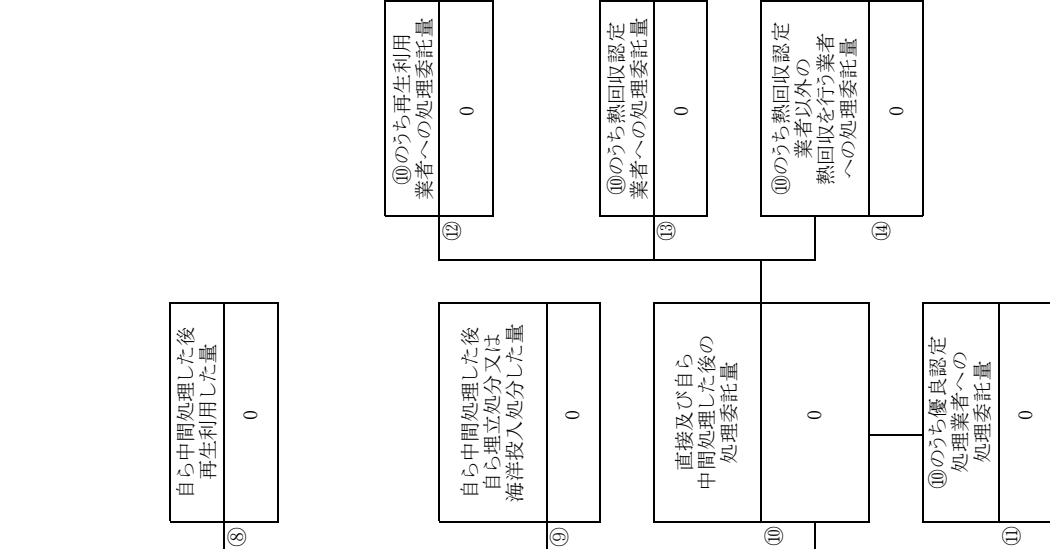 ⑧
自ら中間処理した後
再生利用した量
0
⑨
自ら中間処理した後
自ら埋立処分又は
海洋投入処分した量
0
⑩
直接及び自ら
中間処理した後の
処理委託量
0
⑪
⑩のうち優良認定
処理業者への
処理委託量
0
⑫
⑩のうち再生利用
業者への処理委託量
0
⑬
⑩のうち熱回収認定
業者への処理委託量
0
⑭
⑩のうち熱回収認定
業者以外の
熱回収を行う業者
への処理委託量
0